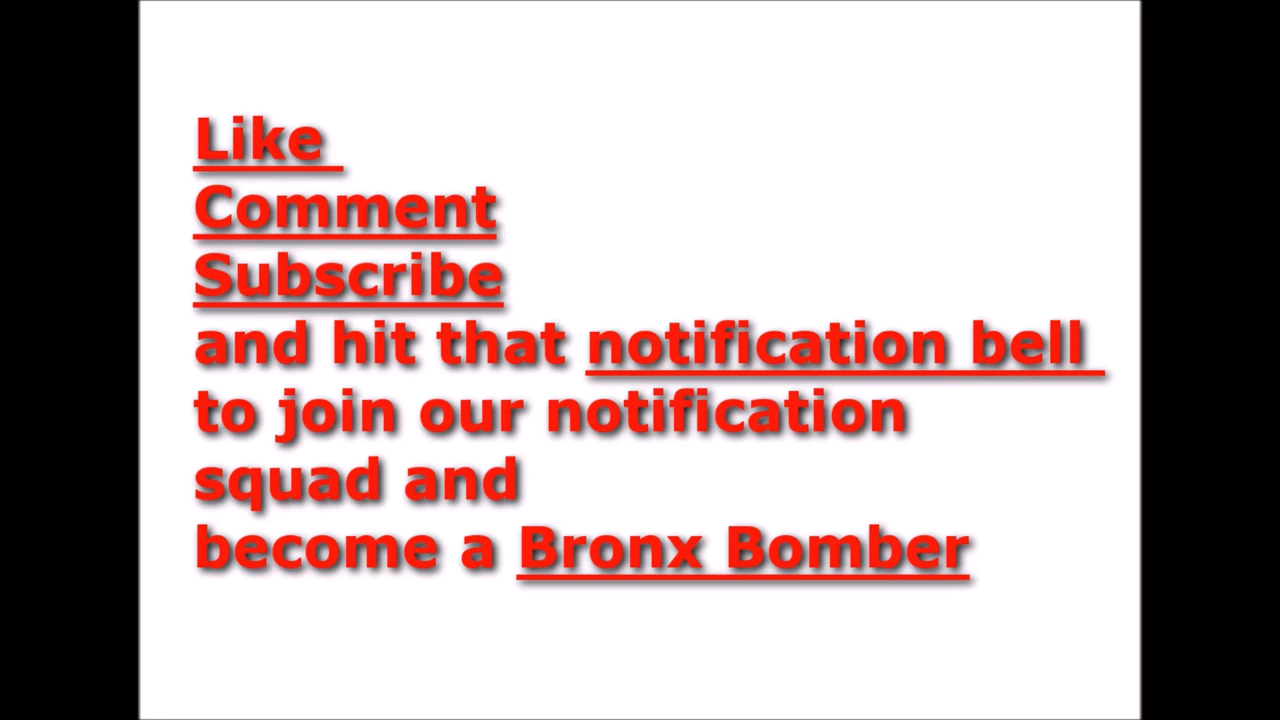 Like
Comment
Subscribe
and hit that notification bell
to join our notification
squad and
become a Bronx Bomber